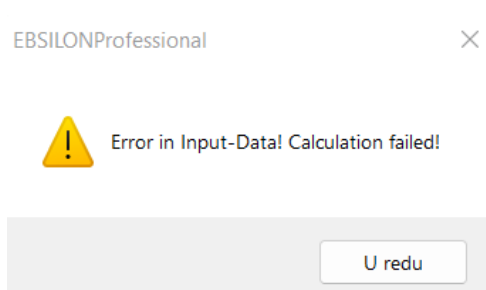 EBSILONProfessional
Error in Input-Data! Calculation failed!
U redu